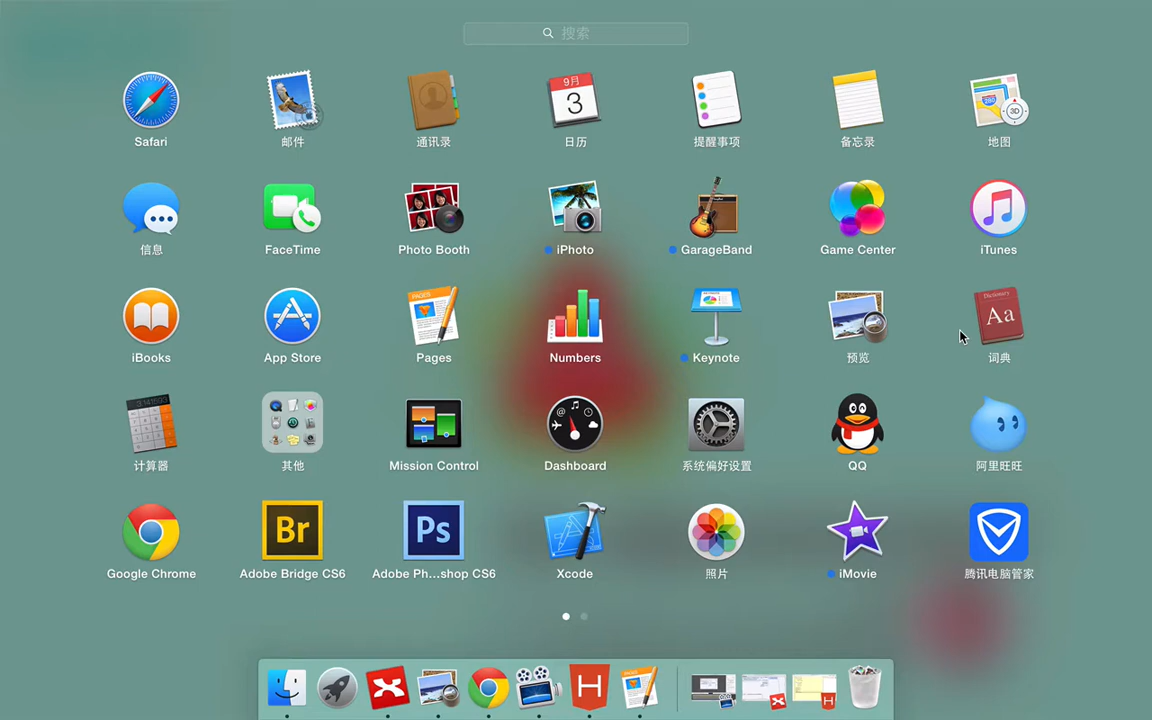 搜索
Safari
邮件
通讯录
9月
3
日历
提醒事项
备忘录
280
3D
地图
信息
FaceTime
Photo Booth
iPhoto
GarageBand
Game Center
iTunes
iBooks
App Store
PAGES
Pages
Numbers
Keynote
预览
Dictionary
Aa
词典
计算器
其他
Mission Control
Dashboard
系统偏好设置
QQ
阿里旺旺
Br
Ps
Google Chrome
Adobe Bridge CS6
Adobe Ph...shop CS6
Xcode
照片
iMovie
腾讯电脑管家
H